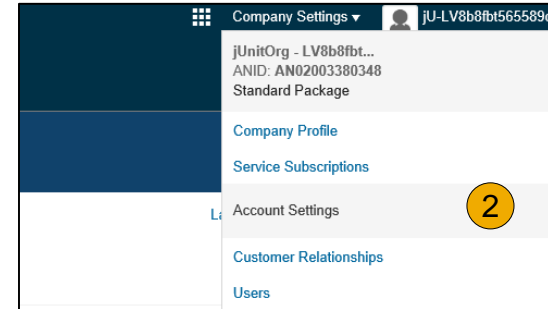 Company Settings ▾ jU-LV8b8fbt565589
jUnitOrg - LV8b8fbt...
ANID: AN02003380348
Standard Package
Company Profile
Service Subscriptions
Account Settings 2
Customer Relationships
Users